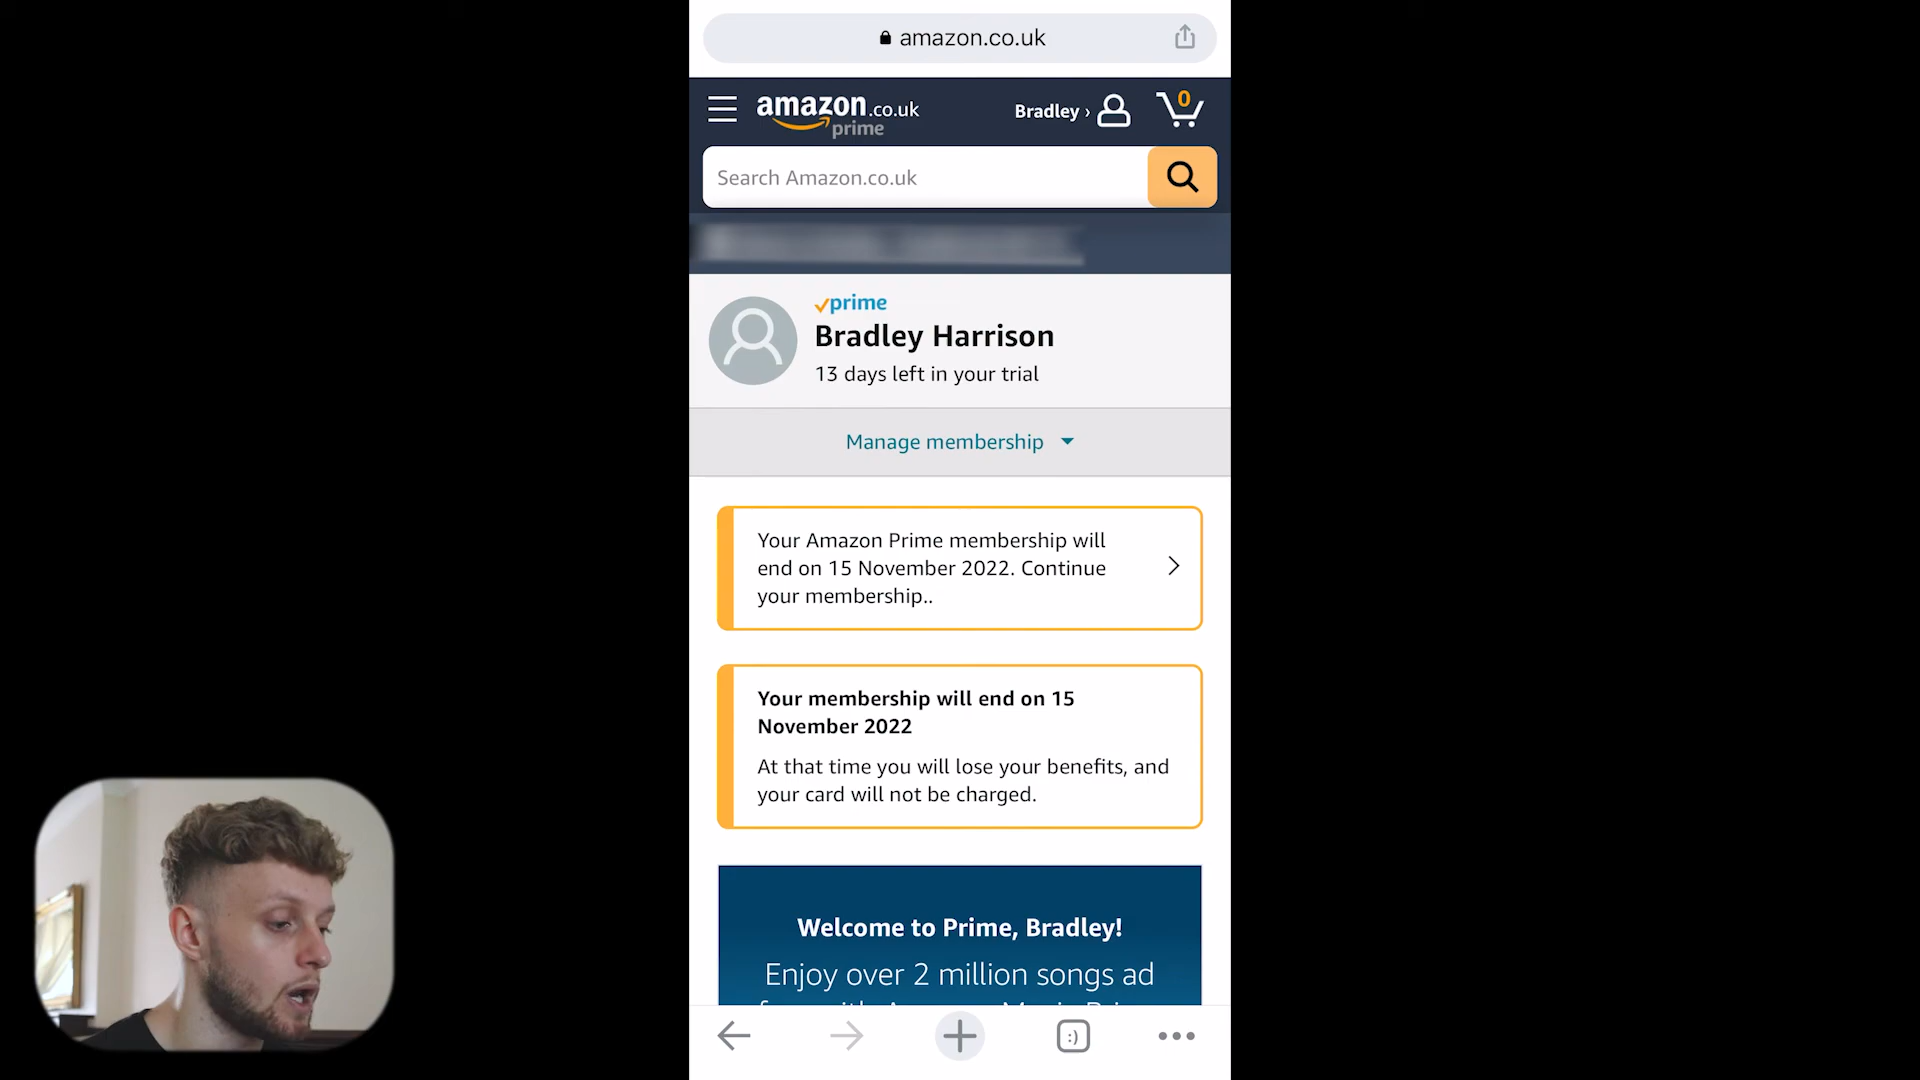 amazon.co.uk
amazon.co.uk
prime
Bradley ›
0
Search Amazon.co.uk
prime
Bradley Harrison
13 days left in your trial
Manage membership
Your Amazon Prime membership will
end on 15 November 2022. Continue
your membership..
Your membership will end on 15
November 2022
At that time you will lose your benefits, and
your card will not be charged.
Welcome to Prime, Bradley!
Enjoy over 2 million songs ad
:)